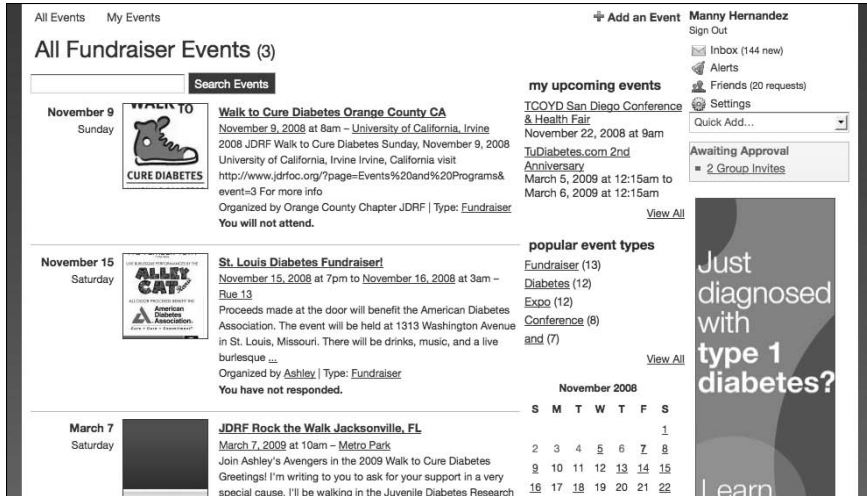 All Events My Events
Add an Event
All Fundraiser Events (3)
Search Events
November 9
Sunday
WALK TO
CURE DIABETES
Walk to Cure Diabetes Orange County CA
November 9, 2008 at 8am – University of California, Irvine
2008 JDRF Walk to Cure Diabetes Sunday, November 9, 2008
University of California, Irvine Irvine, California visit
http://www.jdrfoc.org/?page=Events%20and%20Programs&
event=3 For more info
Organized by Orange County Chapter JDRF | Type: Fundraiser
You will not attend.
November 15
Saturday
ALLEY
CAT
American
Diabetes
Association.
Cure • Care • Commitment
St. Louis Diabetes Fundraiser!
November 15, 2008 at 7pm to November 16, 2008 at 3am –
Rue 13
Proceeds made at the door will benefit the American Diabetes
Association. The event will be held at 1313 Washington Avenue
in St. Louis, Missouri. There will be drinks, music, and a live
burlesque ...
Organized by Ashley | Type: Fundraiser
You have not responded.
March 7
Saturday
JDRF Rock the Walk Jacksonville, FL
March 7, 2009 at 10am – Metro Park
Join Ashley's Avengers in the 2009 Walk to Cure Diabetes
Greetings! I'm writing to you to ask for your support in a very
special cause. I'll be walking in the Juvenile Diabetes Research
my upcoming events
TCOYD San Diego Conference
& Health Fair
November 22, 2008 at 9am
TuDiabetes.com 2nd
Anniversary
March 5, 2009 at 12:15am to
March 6, 2009 at 12:15am
View All
popular event types
Fundraiser (13)
Diabetes (12)
Expo (12)
Conference (8)
and (7)
View All
November 2008
S M T W T F S
1
2 3 4 5 6 7 8
9 10 11 12 13 14 15
16 17 18 19 20 21 22
Manny Hernandez
Sign Out
Inbox (144 new)
Alerts
Friends (20 requests)
Settings
Quick Add...
Awaiting Approval
2 Group Invites
Just
diagnosed
with
type 1
diabetes?
Learn